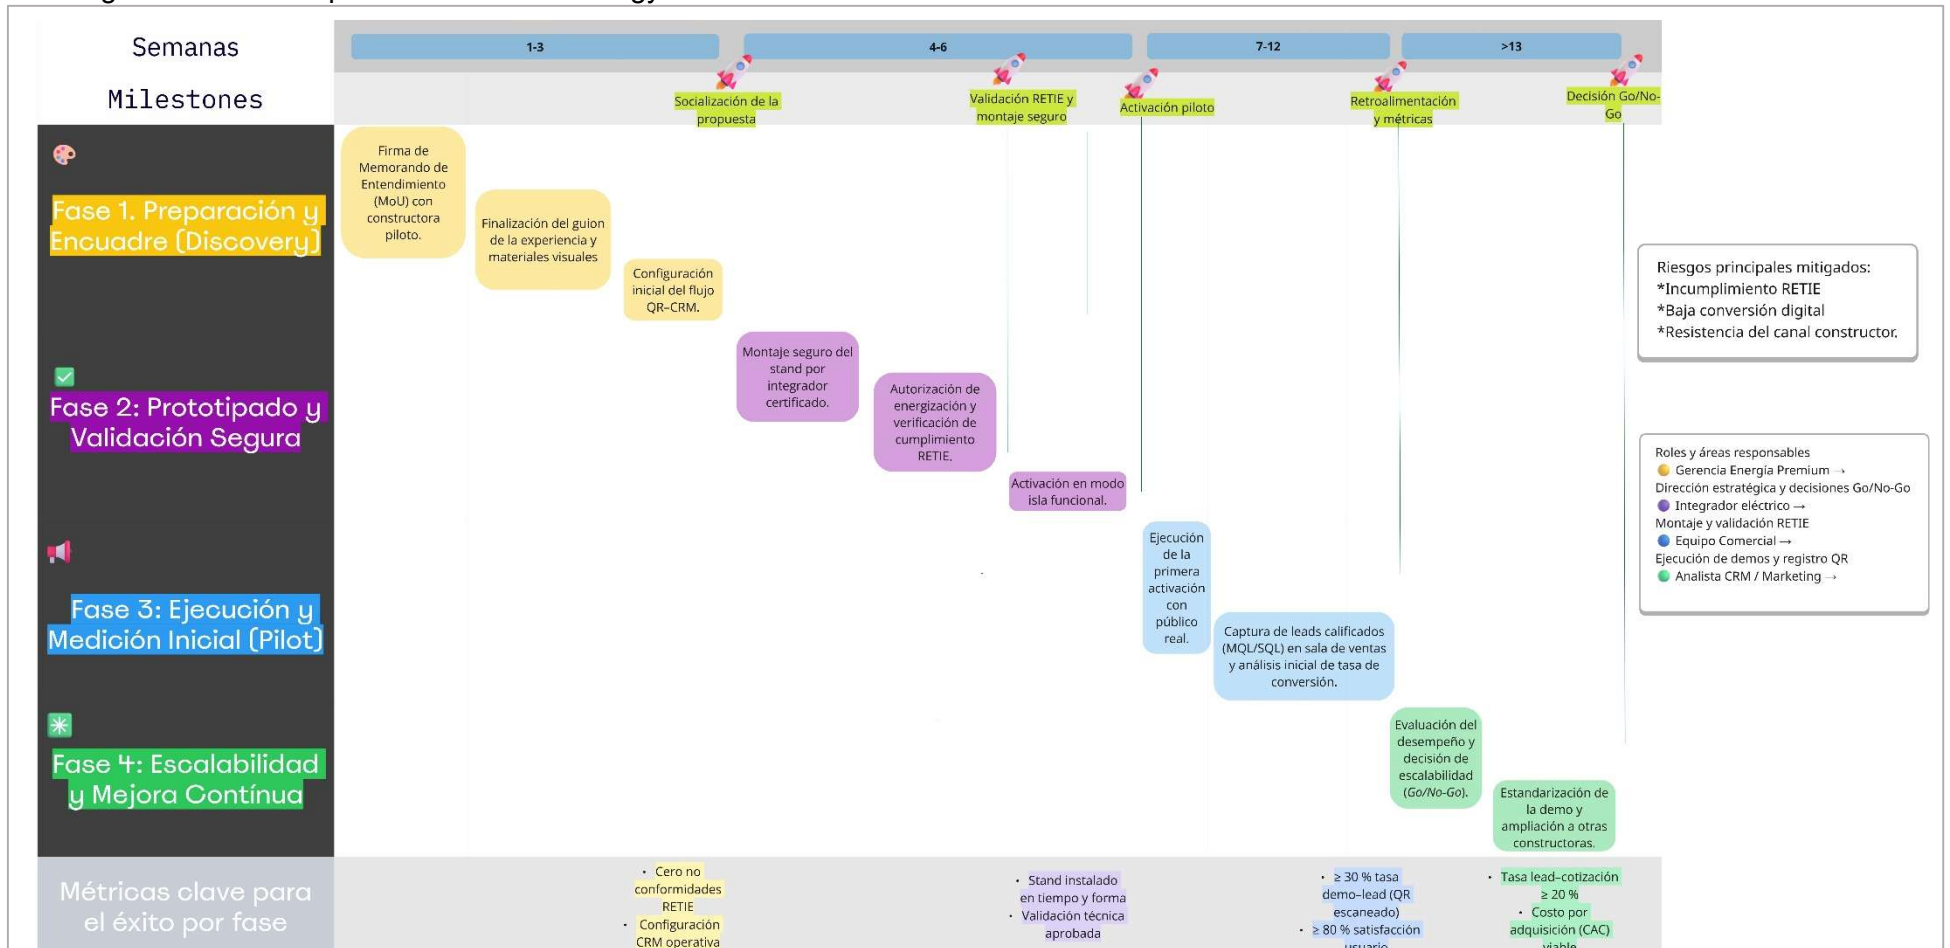 Semanas
1-3
4-6
7-12
>13
Milestones
Socialización de la
propuesta
Validación RETIE y
montaje seguro
Activación piloto
Retroalimentación
y métricas
Decisión Go/No-
Go
Fase 1. Preparación y
Encuadre (Discovery)
Firma de
Memorando de
Entendimiento
(MoU) con
constructora
piloto.
Finalización del guion
de la experiencia y
materiales visuales
Configuración
inicial del flujo
QR–CRM.
Riesgos principales mitigados:
*Incumplimiento RETIE
*Baja conversión digital
*Resistencia del canal constructor.
Fase 2: Prototipado y
Validación Segura
Montaje seguro del
stand por
integrador
certificado.
Autorización de
energización y
verificación de
cumplimiento
RETIE.
Activación en modo
isla funcional.
Roles y áreas responsables
Gerencia Energía Premium →
Dirección estratégica y decisiones Go/No-Go
Integrador eléctrico →
Montaje y validación RETIE
Equipo Comercial →
Ejecución de demos y registro QR
Analista CRM / Marketing →
Fase 3: Ejecución y
Medición Inicial (Pilot)
Ejecución
de la
primera
activación
con
público
real.
Captura de leads calificados
(MQL/SQL) en sala de ventas
y análisis inicial de tasa de
conversión.
Fase 4: Escalabilidad
y Mejora Contínua
Evaluación del
desempeño y
decisión de
escalabilidad
(Go/No-Go).
Estandarización de
la demo y
ampliación a otras
constructoras.
Métricas clave para
el éxito por fase
• Cero no
conformidades
RETIE
• Configuración
CRM operativa
• Stand instalado
en tiempo y forma
• Validación técnica
aprobada
• ≥ 30 % tasa
demo–lead (QR
escaneado)
• ≥ 80 % satisfacción
usuario
• Tasa lead–cotización
≥ 20 %
• Costo por
adquisición (CAC)
viable